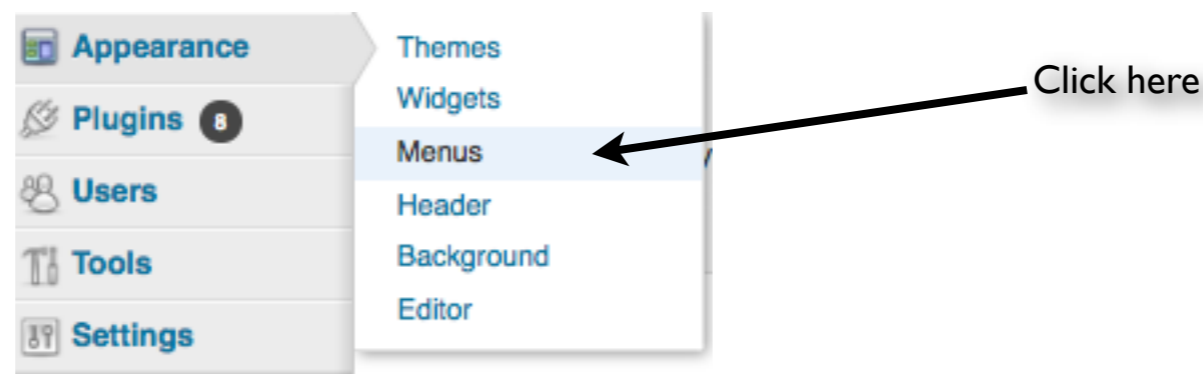 Appearance
Plugins 8
Users
Tools
Settings
Themes
Widgets
Menus
Header
Background
Editor
Click here